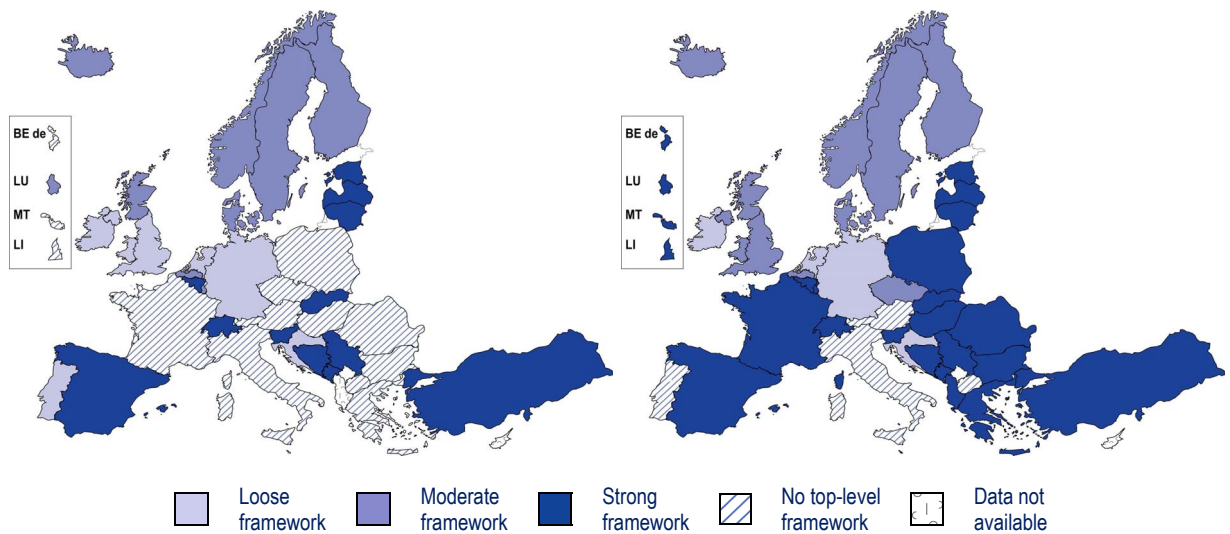 BE de
LU
MT
LI
BE de
LU
MT
LI
Loose
framework
Moderate
framework
Strong
framework
No top-level
framework
Data not
available